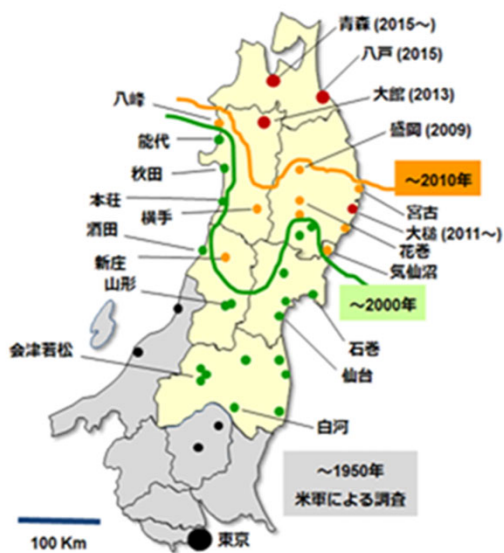 青森 (2015～)
八戸 (2015)
大館 (2013)
八峰
盛岡 (2009)
能代
～2010年
秋田
宮古
本荘
横手
大槌 (2011～)
花巻
酒田
気仙沼
新庄
～2000年
山形
石巻
会津若松
仙台
白河
～1950年
米軍による調査
100 Km
東京